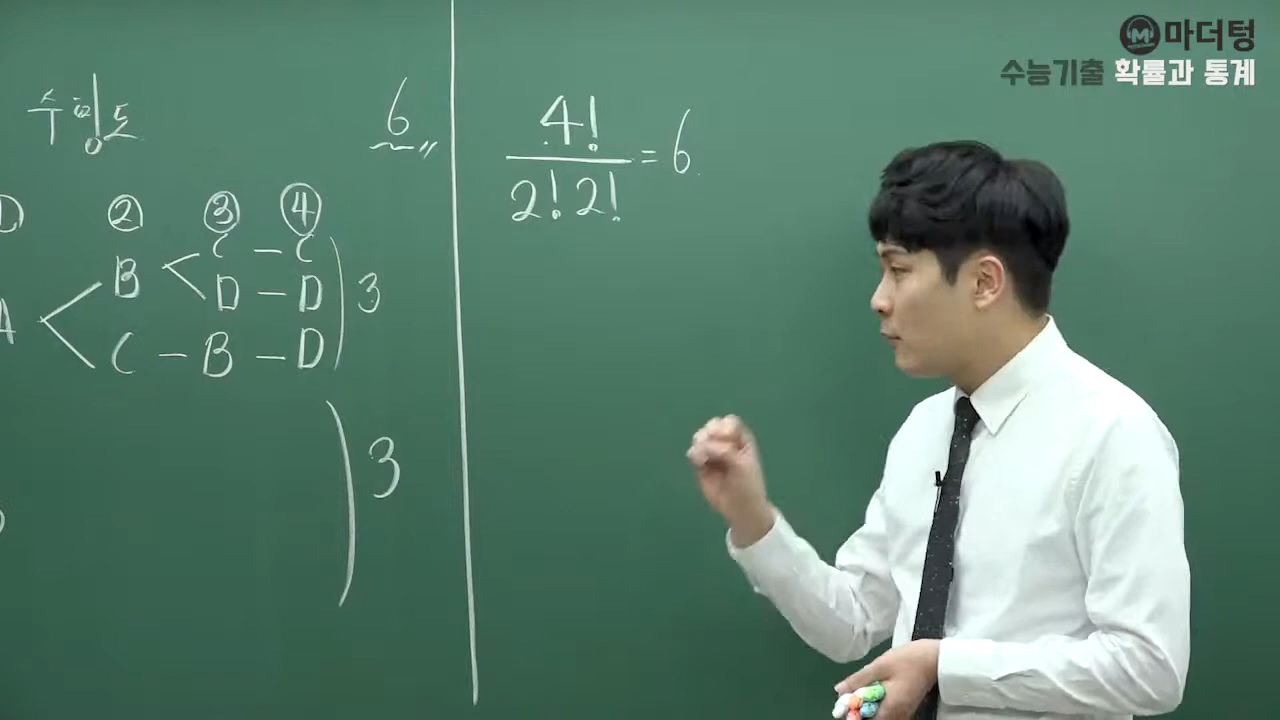 마더텅
수능기출 확률과 통계
수형도
6
② ③ ④
B < C - C
D - D
A < C - B - D ) 3
) 3
4!
2! 2! = 6